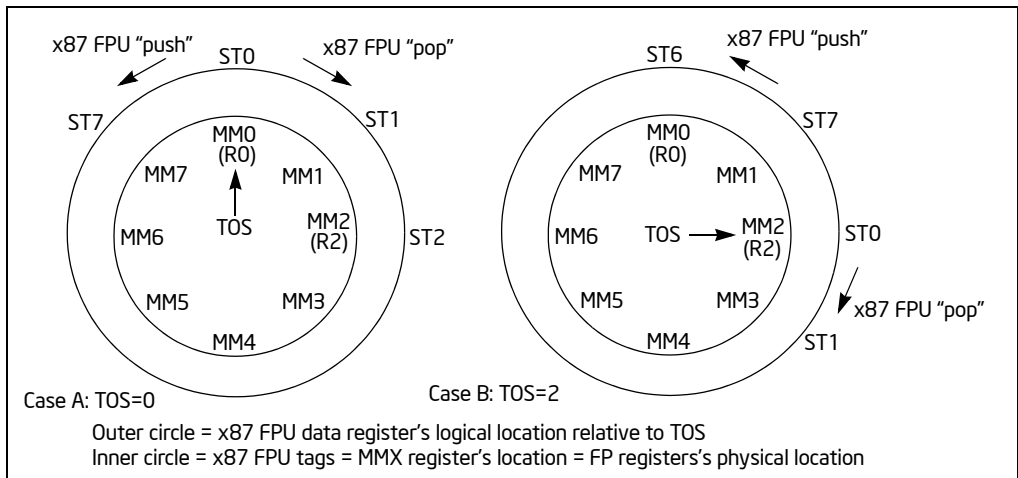 x87 FPU “push”
x87 FPU “pop”
ST0
ST7
ST1
MM0
(R0)
MM7
MM1
MM6
TOS
MM2
(R2)
ST2
MM5
MM3
MM4
Case A: TOS=0
x87 FPU “push”
ST6
ST7
MM0
(R0)
MM7
MM1
MM6
TOS
MM2
(R2)
ST0
MM5
MM3
x87 FPU “pop”
MM4
ST1
Case B: TOS=2
Outer circle = x87 FPU data register’s logical location relative to TOS
Inner circle = x87 FPU tags = MMX register’s location = FP registers’s physical location